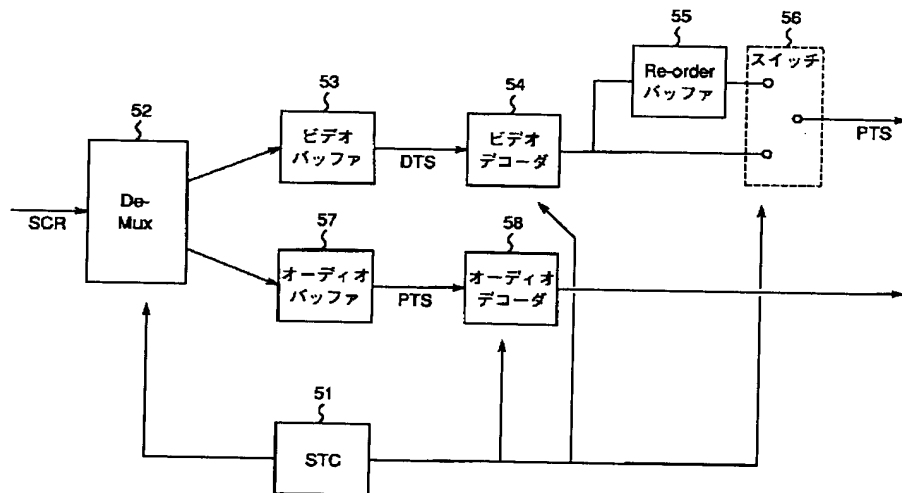 55
56
Re-order
バッファ
スイッチ
PTS
53
ビデオ
バッファ
DTS
54
ビデオ
デコーダ
52
De-
Mux
SCR
57
オーディオ
バッファ
PTS
58
オーディオ
デコーダ
51
STC